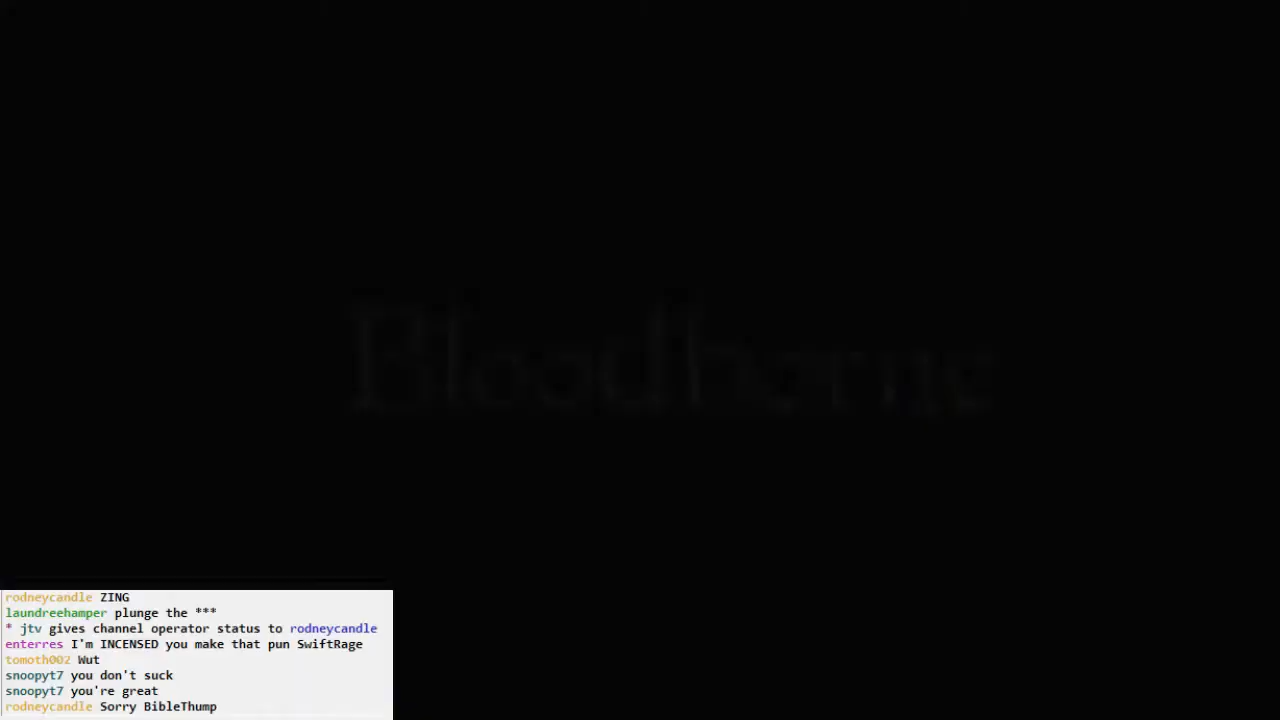 Bloodborne
rodneycandle ZING
laundreehamper plunge the ***
* jtv gives channel operator status to rodneycandle
enterres I'm INCENSED you make that pun SwiftRage
tomoth002 Wut
snoopyt7 you don't suck
snoopyt7 you're great
rodneycandle Sorry BibleThump